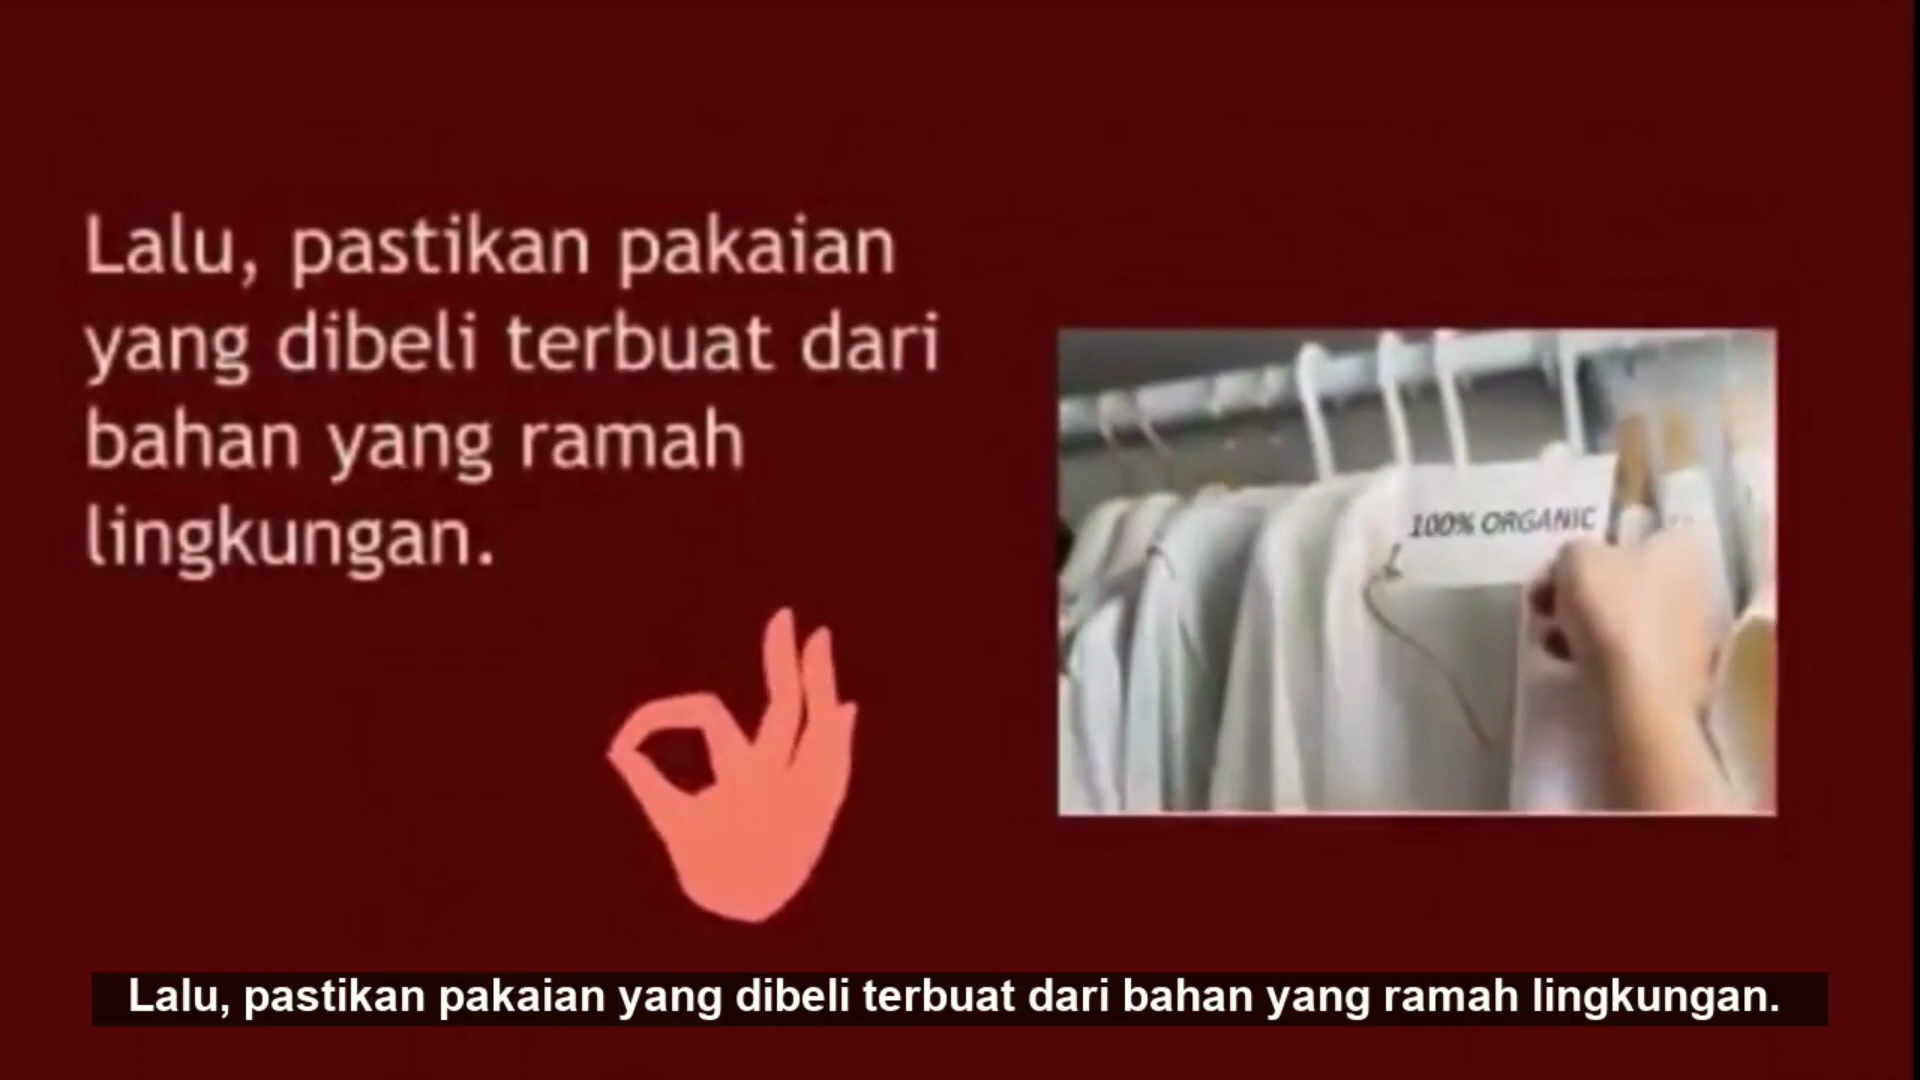 Lalu, pastikan pakaian
yang dibeli terbuat dari
bahan yang ramah
lingkungan.
100% ORGANIC
Lalu, pastikan pakaian yang dibeli terbuat dari bahan yang ramah lingkungan.